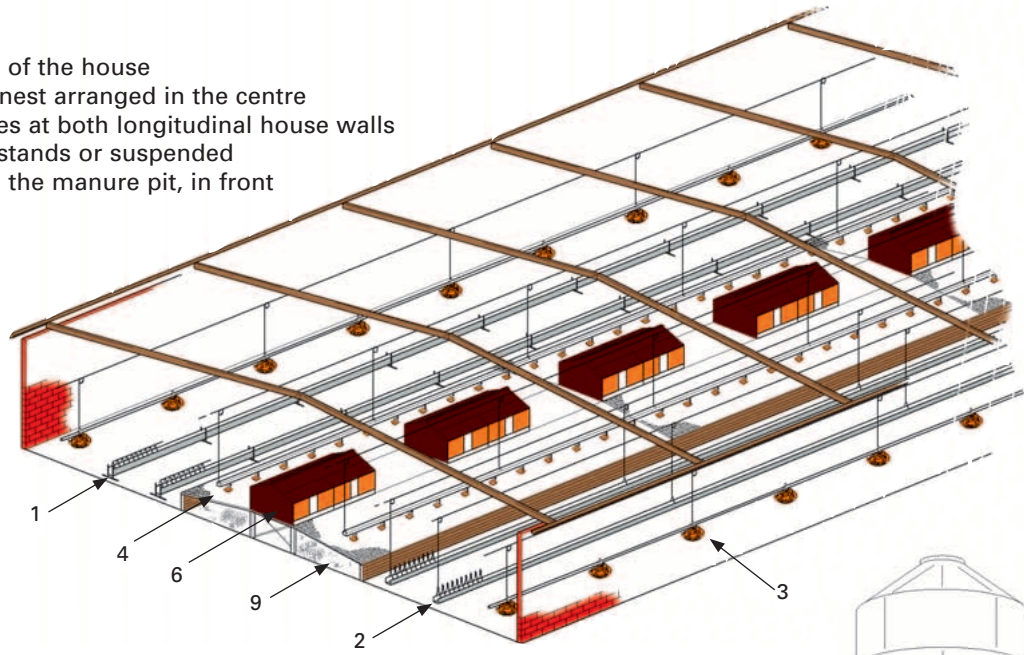 of the house
nest arranged in the centre
es at both longitudinal house walls
stands or suspended
the manure pit, in front
1
4
6
9
2
3